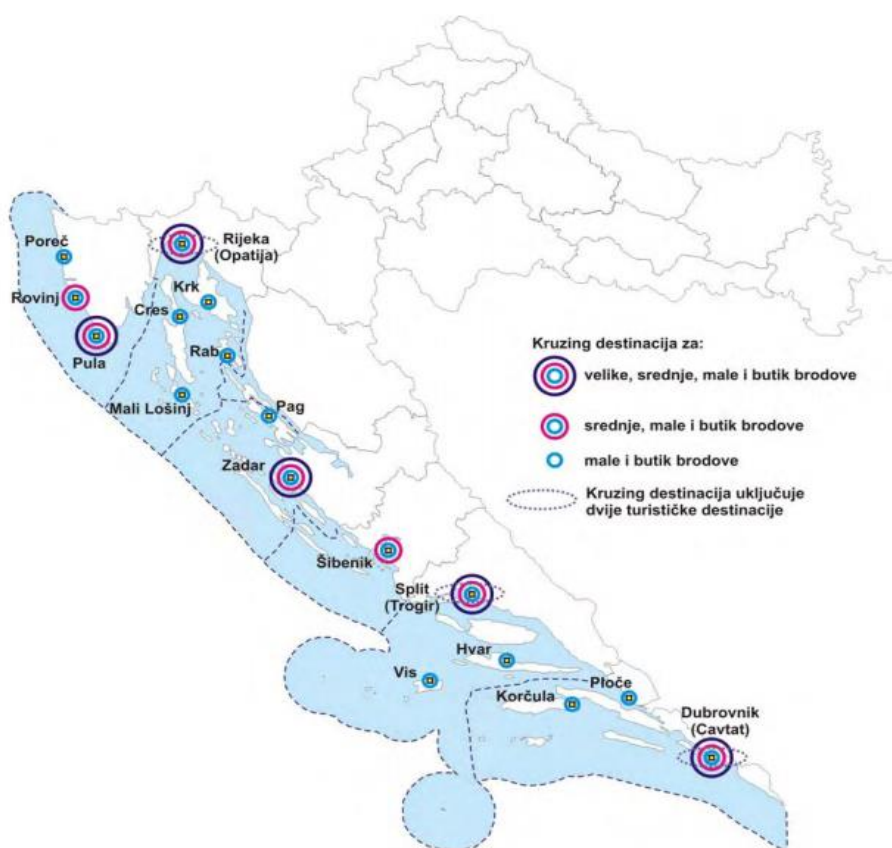 Poreč
Rijeka
(Opatija)
Krk
Rovinj
Cres
Pula
Rab
Mali Lošinj
Pag
Zadar
Šibenik
Split
(Trogir)
Hvar
Vis
Korčula
Ploče
Dubrovnik
(Cavtat)
Kruzing destinacija za:
velike, srednje, male i butik brodove
srednje, male i butik brodove
male i butik brodove
Kruzing destinacija uključuje
dvije turističke destinacije